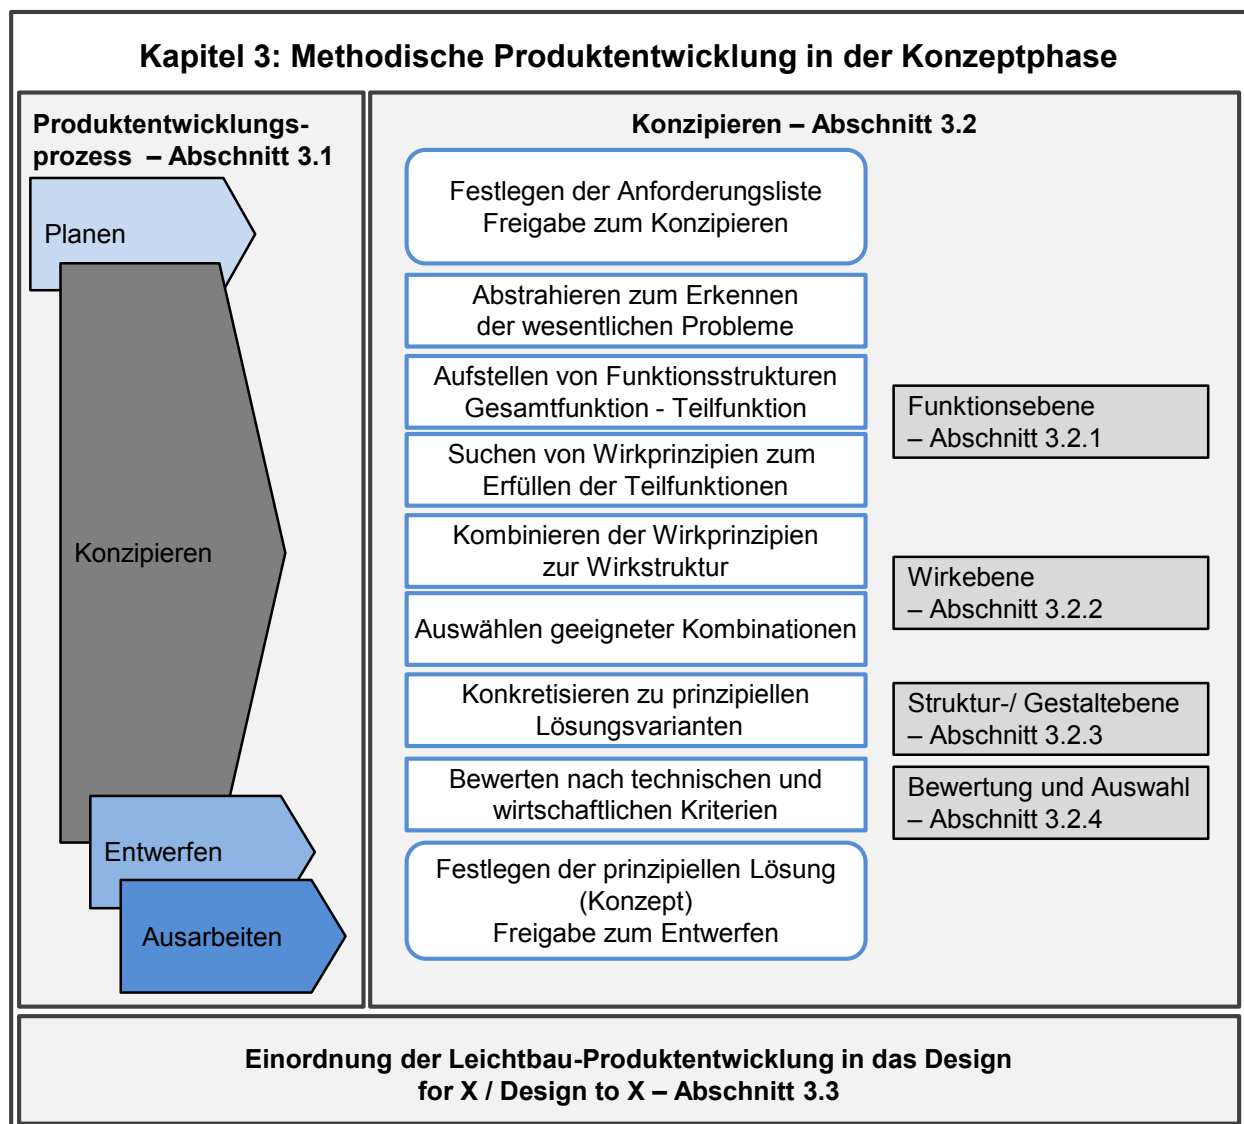 Kapitel 3: Methodische Produktentwicklung in der Konzeptphase
Produktentwicklungs-
prozess – Abschnitt 3.1
Planen
Konzipieren
Entwerfen
Ausarbeiten
Konzipieren – Abschnitt 3.2
Festlegen der Anforderungsliste
Freigabe zum Konzipieren
Abstrahieren zum Erkennen
der wesentlichen Probleme
Aufstellen von Funktionsstrukturen
Gesamtfunktion - Teilfunktion
Suchen von Wirkprinzipien zum
Erfüllen der Teilfunktionen
Kombinieren der Wirkprinzipien
zur Wirkstruktur
Auswählen geeigneter Kombinationen
Konkretisieren zu prinzipiellen
Lösungsvarianten
Bewerten nach technischen und
wirtschaftlichen Kriterien
Festlegen der prinzipiellen Lösung
(Konzept)
Freigabe zum Entwerfen
Funktionsebene
– Abschnitt 3.2.1
Wirkebene
– Abschnitt 3.2.2
Struktur-/ Gestaltebene
– Abschnitt 3.2.3
Bewertung und Auswahl
– Abschnitt 3.2.4
Einordnung der Leichtbau-Produktentwicklung in das Design
for X / Design to X – Abschnitt 3.3